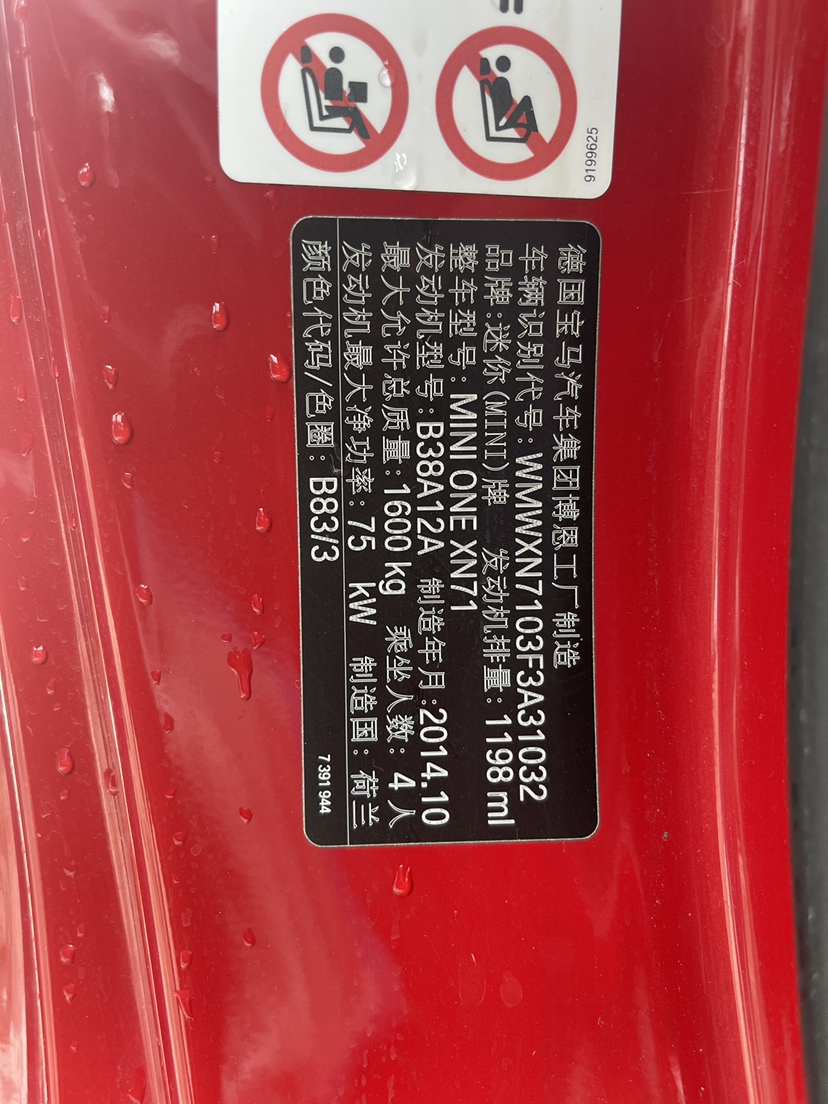 9199625
德国宝马汽车集团博恩工厂制造
车辆识别代号:WMWXN7103F3A31032
品牌:迷你(MINI)牌 发动机排量:1198 ml
整车型号:MINI ONE XN71
发动机型号:B38A12A 制造年月:2014.10
最大允许总质量:1600 kg 乘坐人数: 4 人
发动机最大净功率: 75 kW 制造国: 荷兰
颜色代码/色圈: B83/3
7 391 944